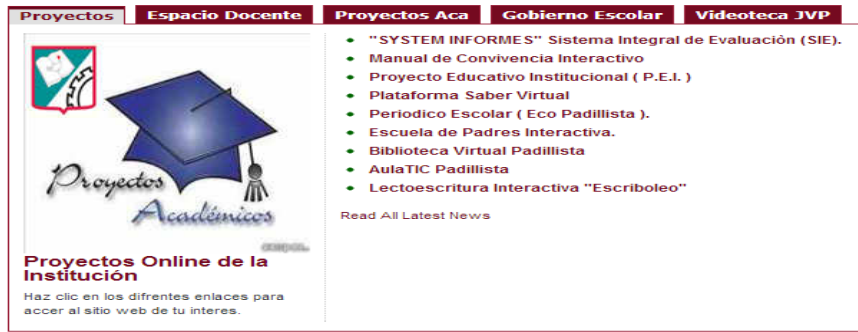 Proyectos
Espacio Docente
Proyectos Aca
Gobierno Escolar
Videoteca JVP
"SYSTEM INFORMES" Sistema Integral de Evaluación (SIE).
Manual de Convivencia Interactivo
Proyecto Educativo Institucional ( P.E.I. )
Plataforma Saber Virtual
Periodico Escolar ( Eco Padillista ).
Escuela de Padres Interactiva.
Biblioteca Virtual Padillista
AulaTIC Padillista
Lectoescritura Interactiva "Escriboleo"
Read All Latest News
Proyectos
Académicos
Proyectos Online de la
Institución
Haz clic en los difrentes enlaces para
accer al sitio web de tu interes.